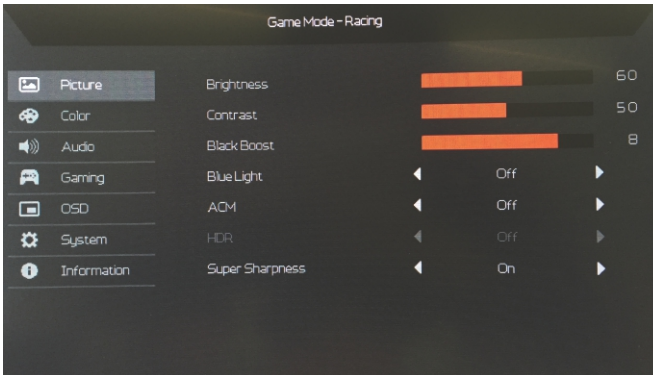 Game Mode - Racing
Picture
Brightness 60
Color
Contrast 50
Audio
Black Boost 8
Gaming
Blue Light Off
OSD
ACM Off
System
HDR Off
Information
Super Sharpness On